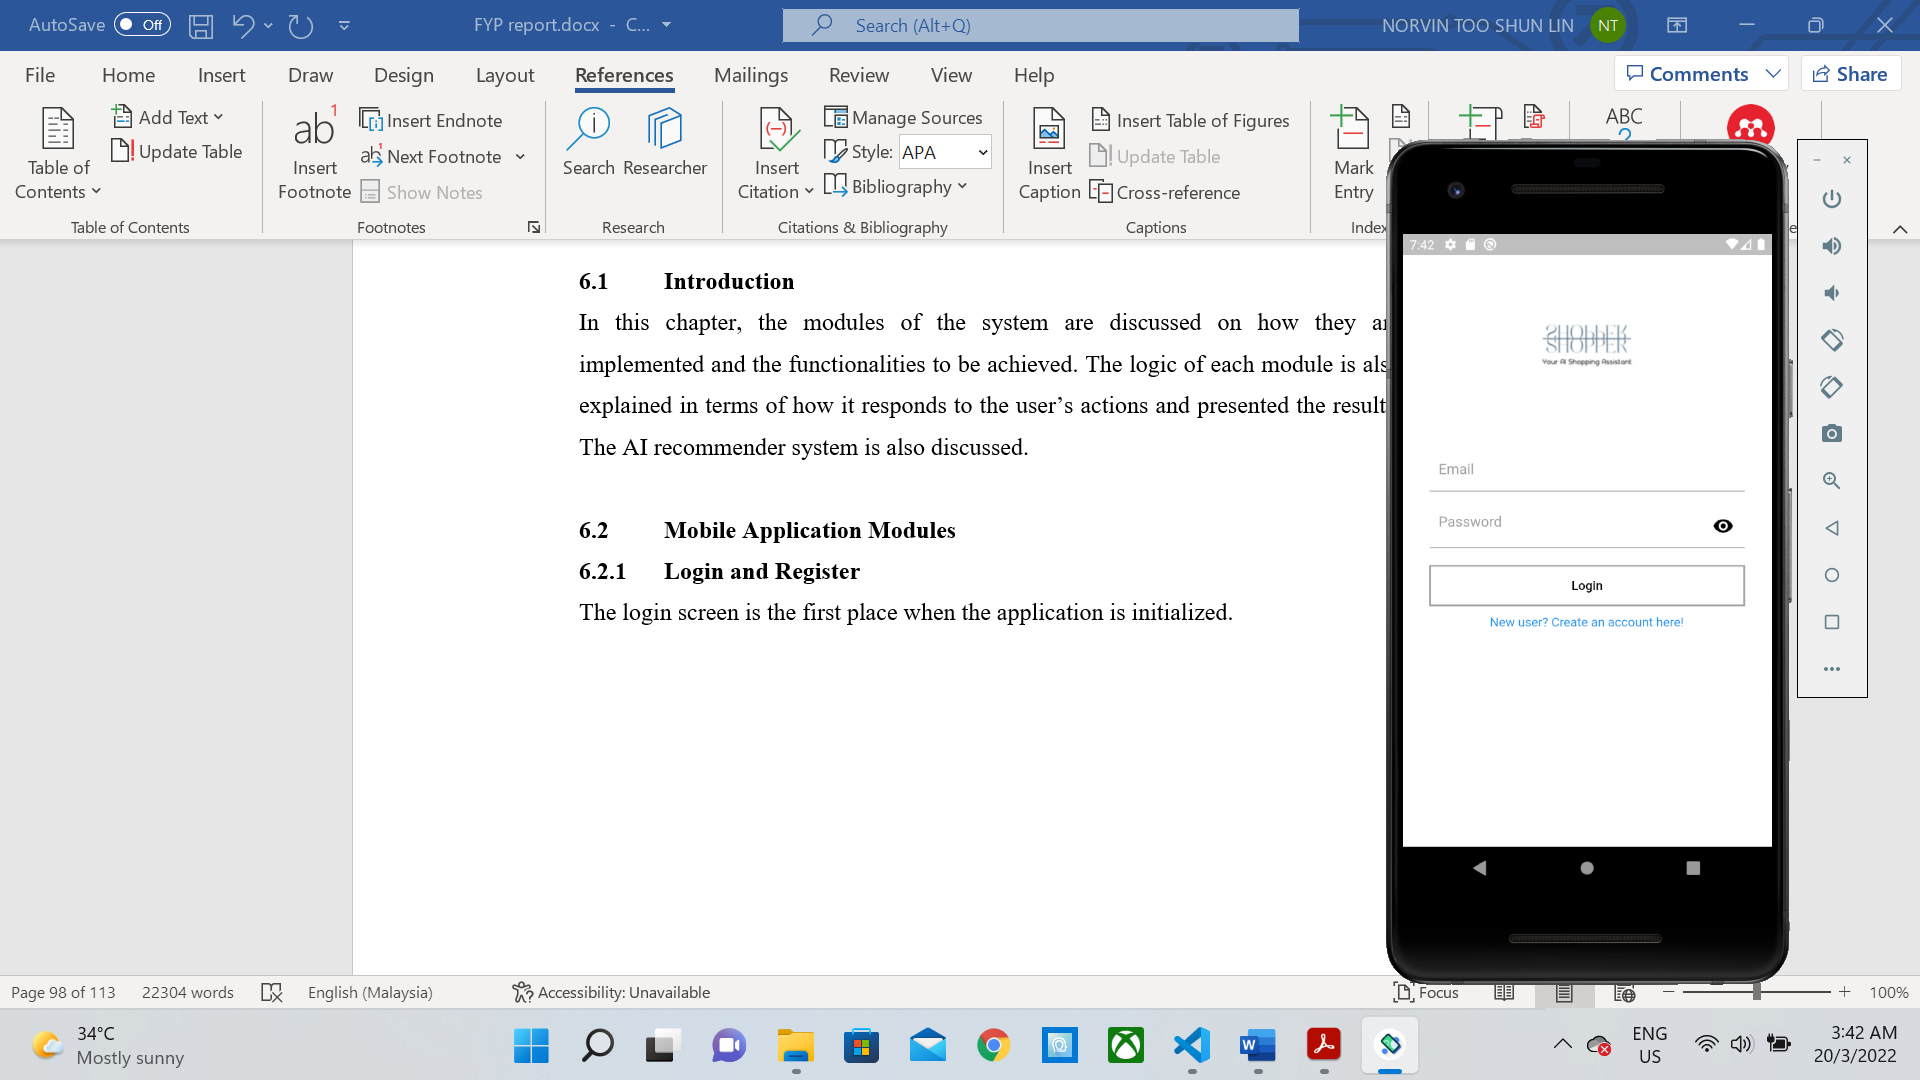 AutoSave Off FYP report.docx - C... Search (Alt+Q) NORVIN TOO SHUN LIN NT
File Home Insert Draw Design Layout References Mailings Review View Help Comments Share
Table of Contents
Add Text
Update Table
Table of Contents
ab1
Insert Footnote
Insert Endnote
Next Footnote
Show Notes
Footnotes
Search
Researcher
Research
Insert Citation
Manage Sources
Style: APA
Bibliography
Citations & Bibliography
Insert Caption
Insert Table of Figures
Update Table
Cross-reference
Captions
Mark Entry
Index
ABC
6.1 Introduction
In this chapter, the modules of the system are discussed on how they
implemented and the functionalities to be achieved. The logic of each module is
explained in terms of how it responds to the user’s actions and presented the
The AI recommender system is also discussed.
6.2 Mobile Application Modules
6.2.1 Login and Register
The login screen is the first place when the application is initialized.
7:42
SHOPPER
SHOPPER
Your AI Shopping Assistant
Email
Password
Login
New user? Create an account here!
Page 98 of 113 22304 words English (Malaysia) Accessibility: Unavailable Focus 100%
34°C
Mostly sunny
ENG
US
3:42 AM
20/3/2022